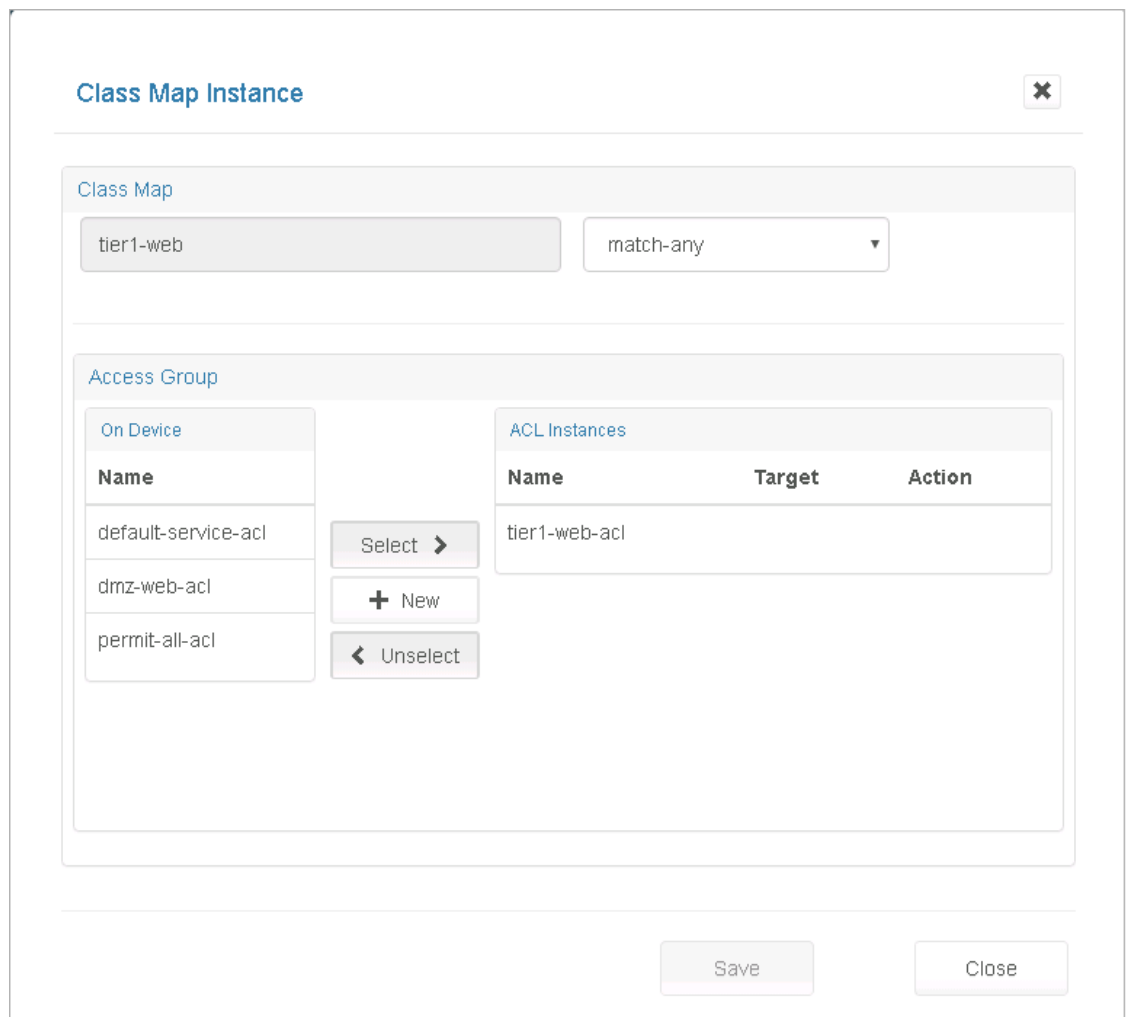 Class Map Instance
Class Map
tier1-web
match-any
Access Group
On Device
Name
default-service-acl
dmz-web-acl
permit-all-acl
Select
New
Unselect
ACL Instances
Name Target Action
tier1-web-acl
Save
Close